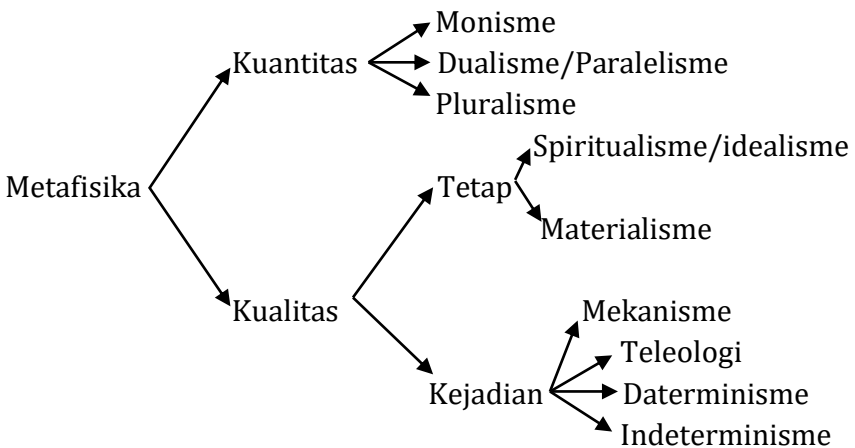 Monisme
Kuantitas
Dualisme/Paralelisme
Pluralisme
Spiritualisme/idealisme
Metafisika
Tetap
Materialisme
Kualitas
Mekanisme
Teleologi
Kejadian
Daterminisme
Indeterminisme